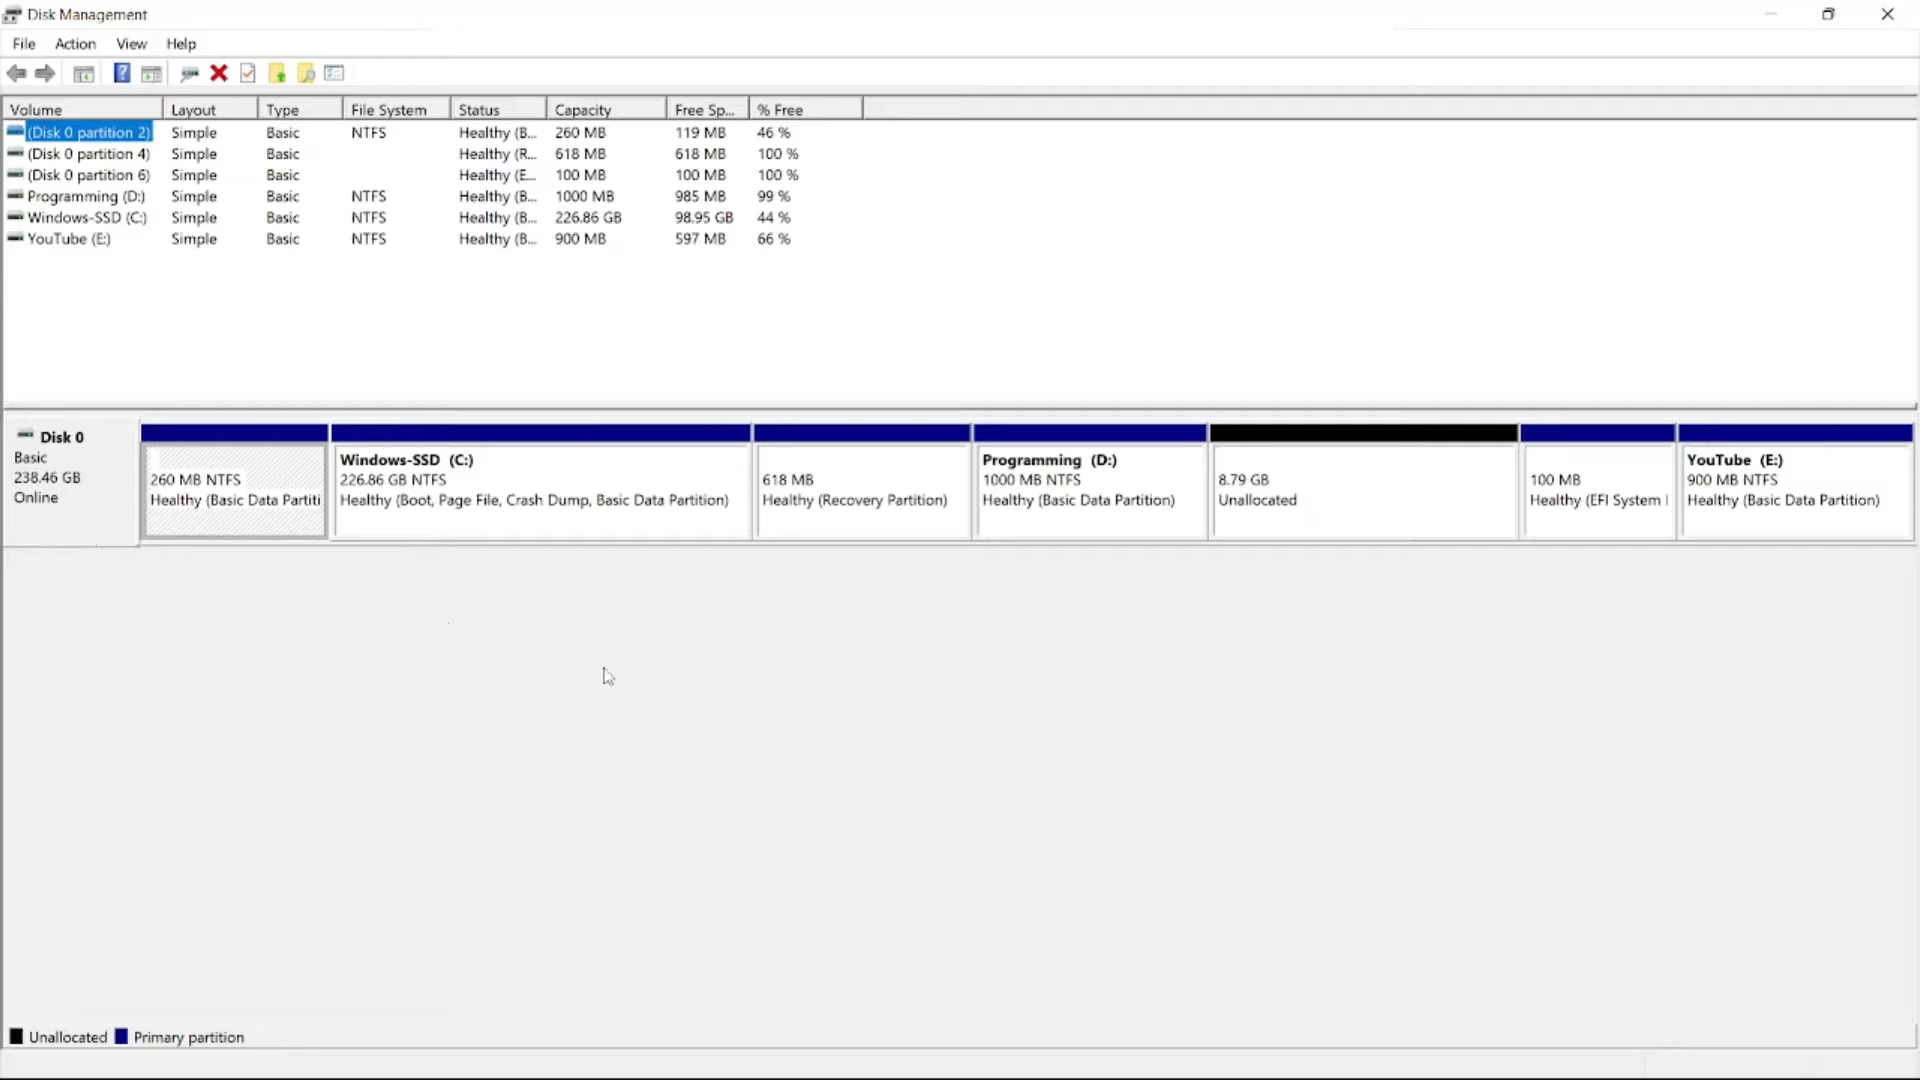 Disk Management
File Action View Help
Volume Layout Type File System Status Capacity Free Sp... % Free
(Disk 0 partition 2) Simple Basic NTFS Healthy (B... 260 MB 119 MB 46 %
(Disk 0 partition 4) Simple Basic Healthy (R... 618 MB 618 MB 100 %
(Disk 0 partition 6) Simple Basic Healthy (E... 100 MB 100 MB 100 %
Programming (D:) Simple Basic NTFS Healthy (B... 1000 MB 985 MB 99 %
Windows-SSD (C:) Simple Basic NTFS Healthy (B... 226.86 GB 98.95 GB 44 %
YouTube (E:) Simple Basic NTFS Healthy (B... 900 MB 597 MB 66 %
Disk 0
Basic
238.46 GB
Online
260 MB NTFS
Healthy (Basic Data Partiti
Windows-SSD (C:)
226.86 GB NTFS
Healthy (Boot, Page File, Crash Dump, Basic Data Partition)
618 MB
Healthy (Recovery Partition)
Programming (D:)
1000 MB NTFS
Healthy (Basic Data Partition)
8.79 GB
Unallocated
100 MB
Healthy (EFI System
YouTube (E:)
900 MB NTFS
Healthy (Basic Data Partition)
Unallocated Primary partition